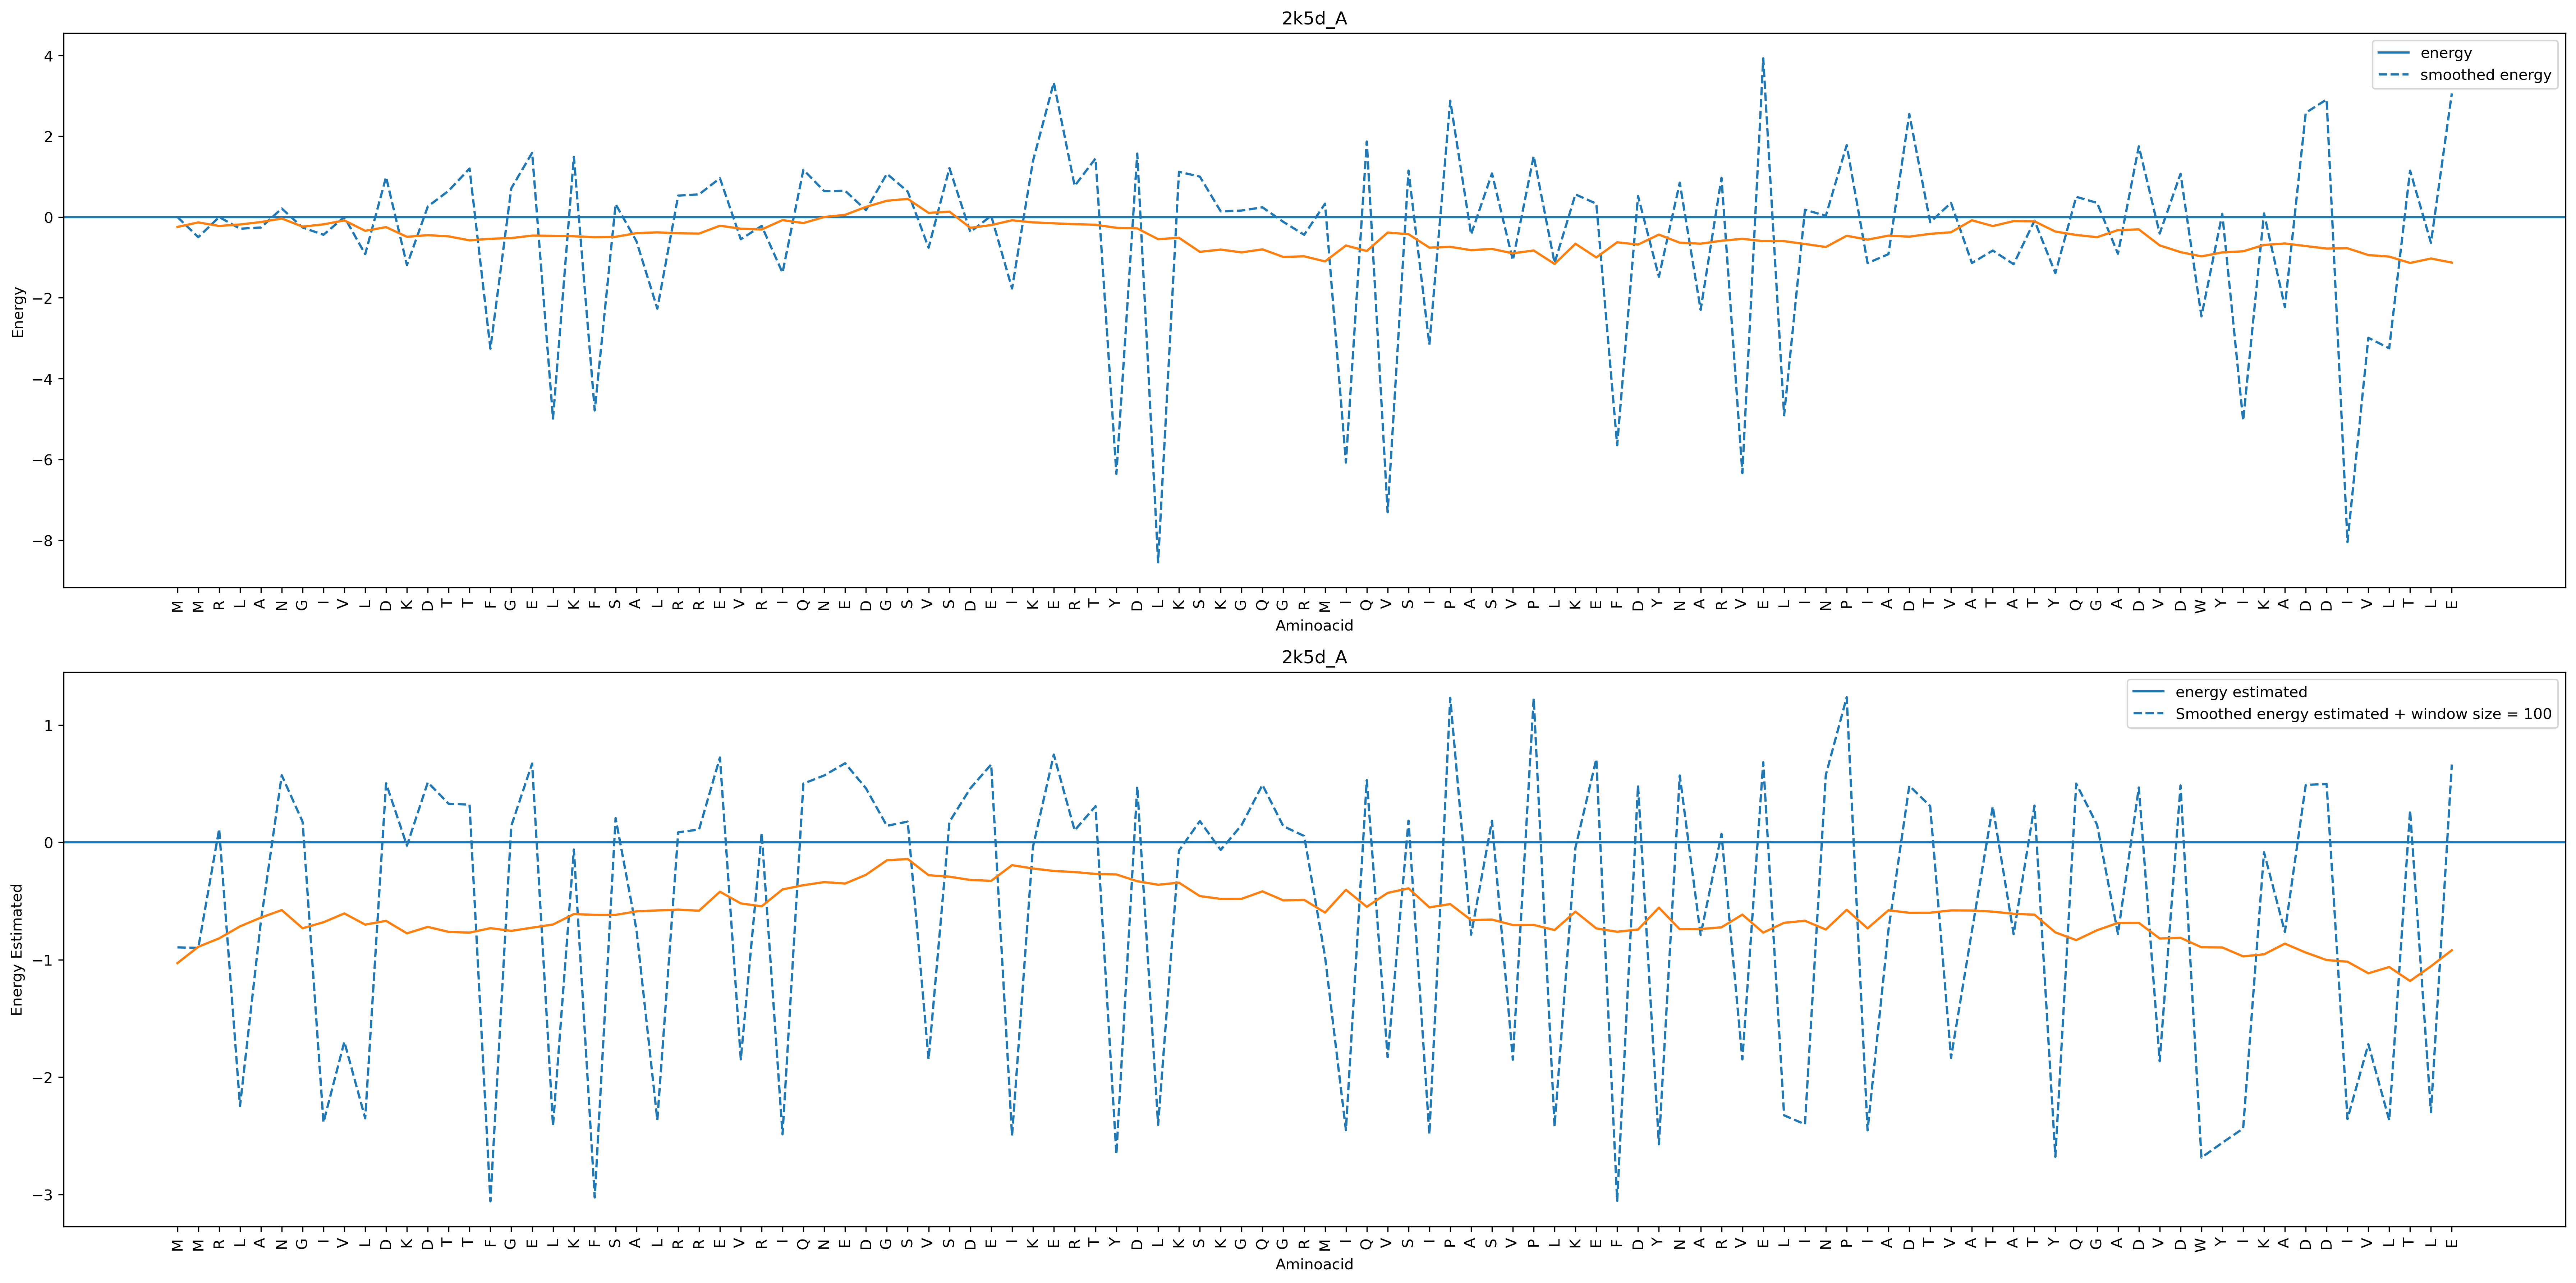 2k5d_A
4
2
0
−2
−4
−6
−8
Energy
energy
smoothed energy
M M R L A N G I V L D K D T T F G E L K F S A L R R E V R I Q N E D G S V S D E I K E R T Y D L K S K G Q G R M I Q V S I P A S V P L K E F D Y N A R V E L I N P I A D T V A T A T Y Q G A D V D W Y I K A D D I V L T L E
Aminoacid
2k5d_A
1
0
−1
−2
−3
Energy Estimated
energy estimated
Smoothed energy estimated + window size = 100
M M R L A N G I V L D K D T T F G E L K F S A L R R E V R I Q N E D G S V S D E I K E R T Y D L K S K G Q G R M I Q V S I P A S V P L K E F D Y N A R V E L I N P I A D T V A T A T Y Q G A D V D W Y I K A D D I V L T L E
Aminoacid